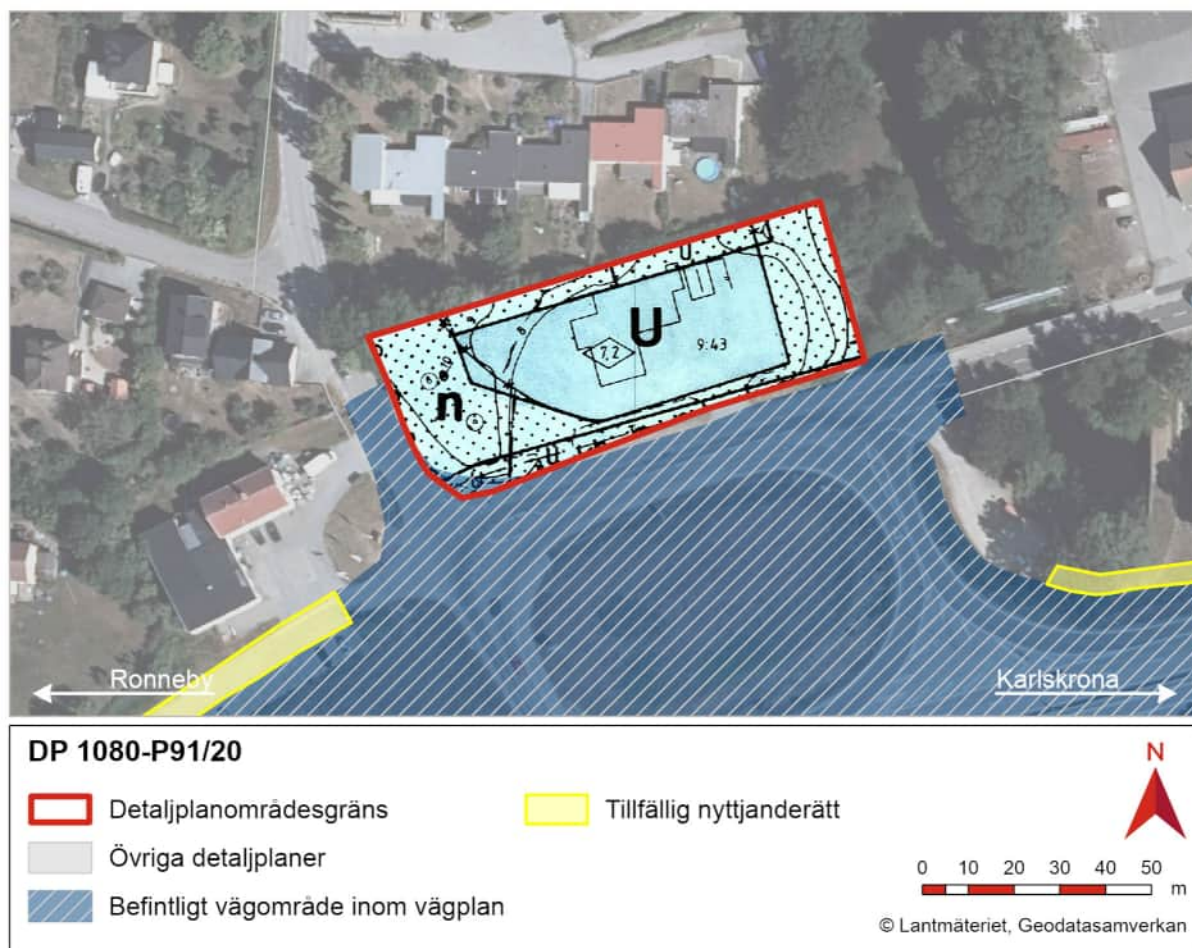 U
U
7,2
9:43
n
U
Ronneby
Karlskrona
DP 1080-P91/20
Detaljplanområdesgräns
Tillfällig nyttjanderätt
Övriga detaljplaner
Befintligt vägområde inom vägplan
N
0 10 20 30 40 50
m
© Lantmäteriet, Geodatasamverkan